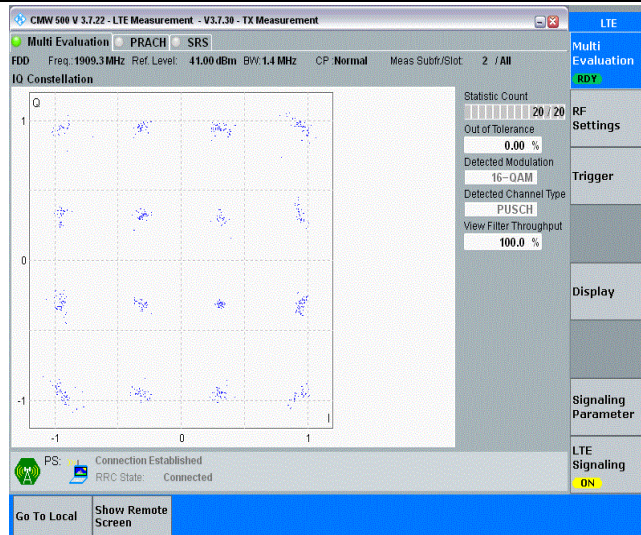 CMW 500 V 3.7.22 - LTE Measurement - V3.7.30 - TX Measurement
LTE
Multi Evaluation PRACH SRS
FDD Freq.:1909.3 MHz Ref. Level: 41.00 dBm BW:1.4 MHz CP :Normal Meas Subfr./Slot: 2 / All
IQ Constellation
Q
1
0
-1
-1 0 1
I
Statistic Count
20 / 20
Out of Tolerance
0.00 %
Detected Modulation
16-QAM
Detected Channel Type
PUSCH
View Filter Throughput
100.0 %
Multi
Evaluation
RDY
RF
Settings
Trigger
Display
Signaling
Parameter
LTE
Signaling
ON
PS: Connection Established
RRC State: Connected
Go To Local
Show Remote
Screen